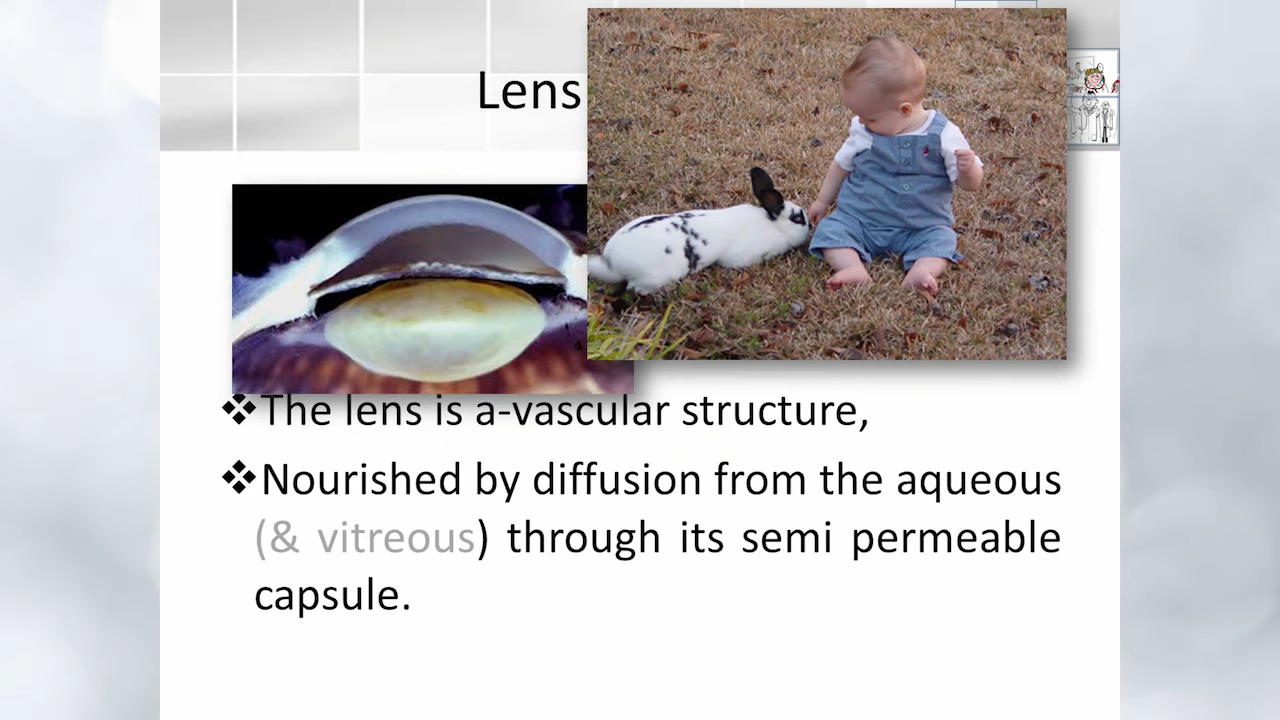 Lens
❖The lens is a-vascular structure,
❖Nourished by diffusion from the aqueous
(& vitreous) through its semi permeable
capsule.